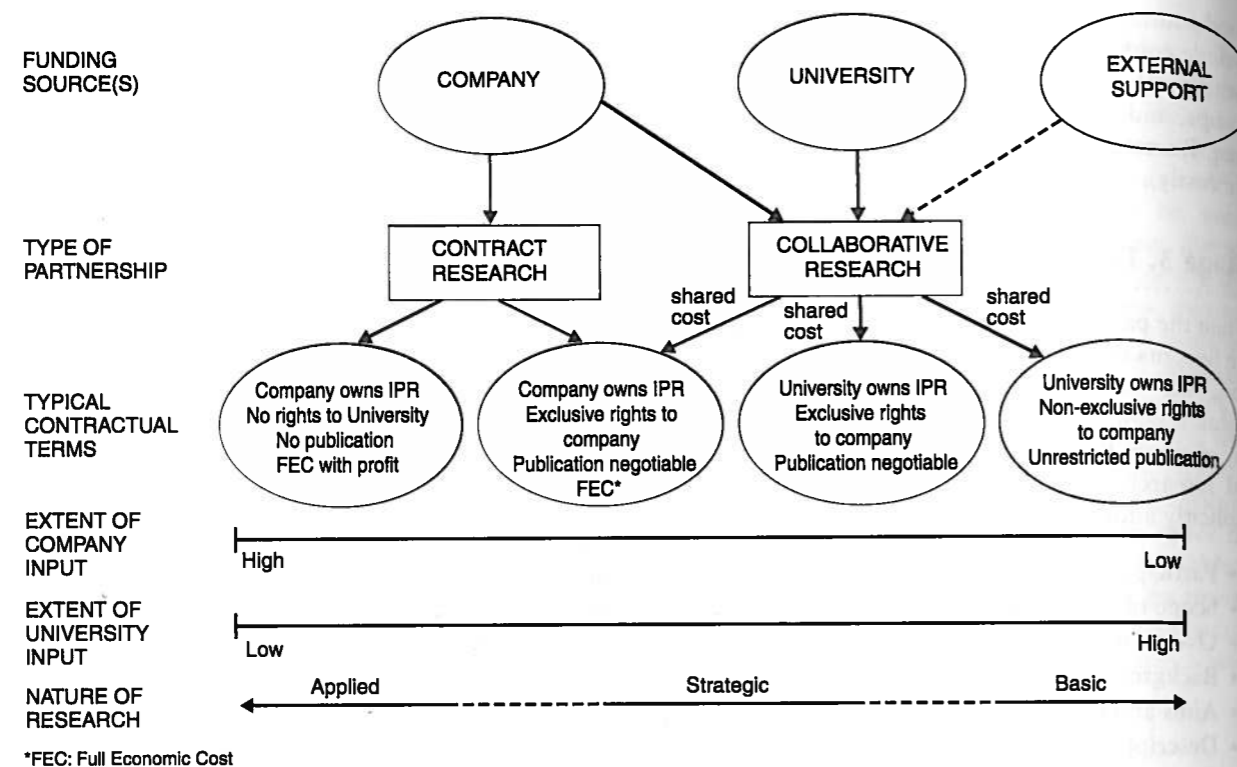 FUNDING
SOURCE(S)
COMPANY
UNIVERSITY
EXTERNAL
SUPPORT
TYPE OF
PARTNERSHIP
CONTRACT
RESEARCH
COLLABORATIVE
RESEARCH
shared
cost
shared
cost
shared
cost
TYPICAL
CONTRACTUAL
TERMS
Company owns IPR
No rights to University
No publication
FEC with profit
Company owns IPR
Exclusive rights to
company
Publication negotiable
FEC*
University owns IPR
Exclusive rights
to company
Publication negotiable
University owns IPR
Non-exclusive rights
to company
Unrestricted publication
EXTENT OF
COMPANY
INPUT
High
Low
EXTENT OF
UNIVERSITY
INPUT
Low
High
NATURE OF
RESEARCH
Applied
Strategic
Basic
*FEC: Full Economic Cost